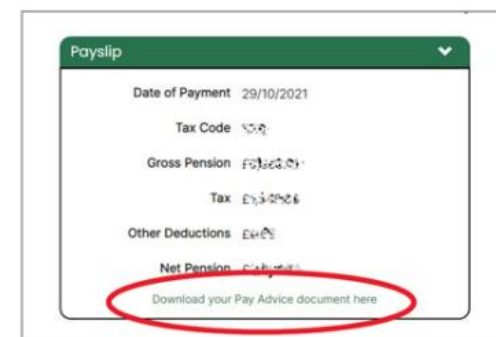 Payslip
Date of Payment 29/10/2021
Tax Code
Gross Pension
Tax
Other Deductions
Net Pension
Download your Pay Advice document here